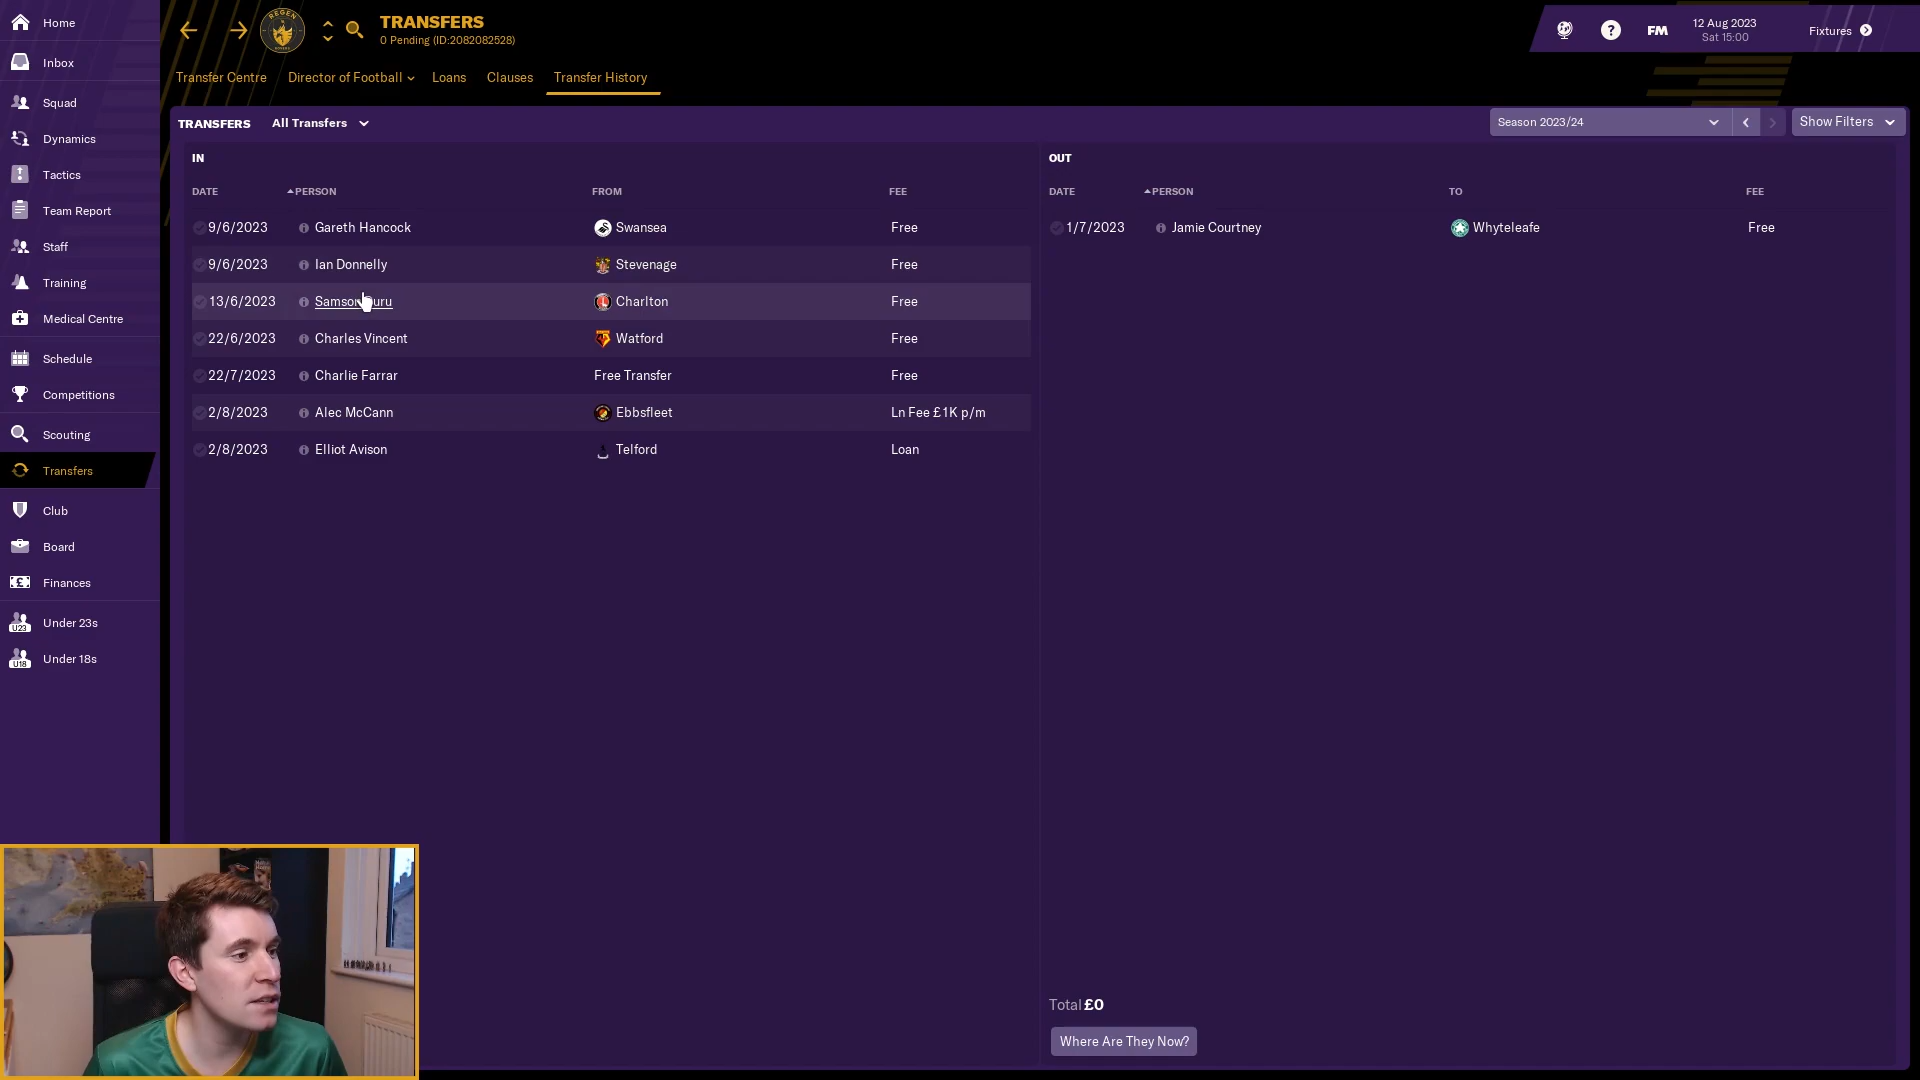 Home
Inbox
Squad
Dynamics
Tactics
Team Report
Staff
Training
Medical Centre
Schedule
Competitions
Scouting
Transfers
Club
Board
Finances
U23 Under 23s
U18 Under 18s
REGEN
TRANSFERS
0 Pending (ID:2082082528)
FM
12 Aug 2023
Sat 15:00
Fixtures
Transfer Centre Director of Football Loans Clauses Transfer History
TRANSFERS All Transfers
Season 2023/24
Show Filters
IN
DATE PERSON FROM FEE
9/6/2023 Gareth Hancock Swansea Free
9/6/2023 Ian Donnelly Stevenage Free
13/6/2023 Charlton Free
22/6/2023 Charles Vincent Watford Free
22/7/2023 Charlie Farrar Free Transfer Free
2/8/2023 Alec McCann Ebbsfleet Ln Fee £1K p/m
2/8/2023 Elliot Avison Telford Loan
OUT
DATE PERSON TO FEE
1/7/2023 Jamie Courtney Whyteleafe Free
Total £0
Where Are They Now?